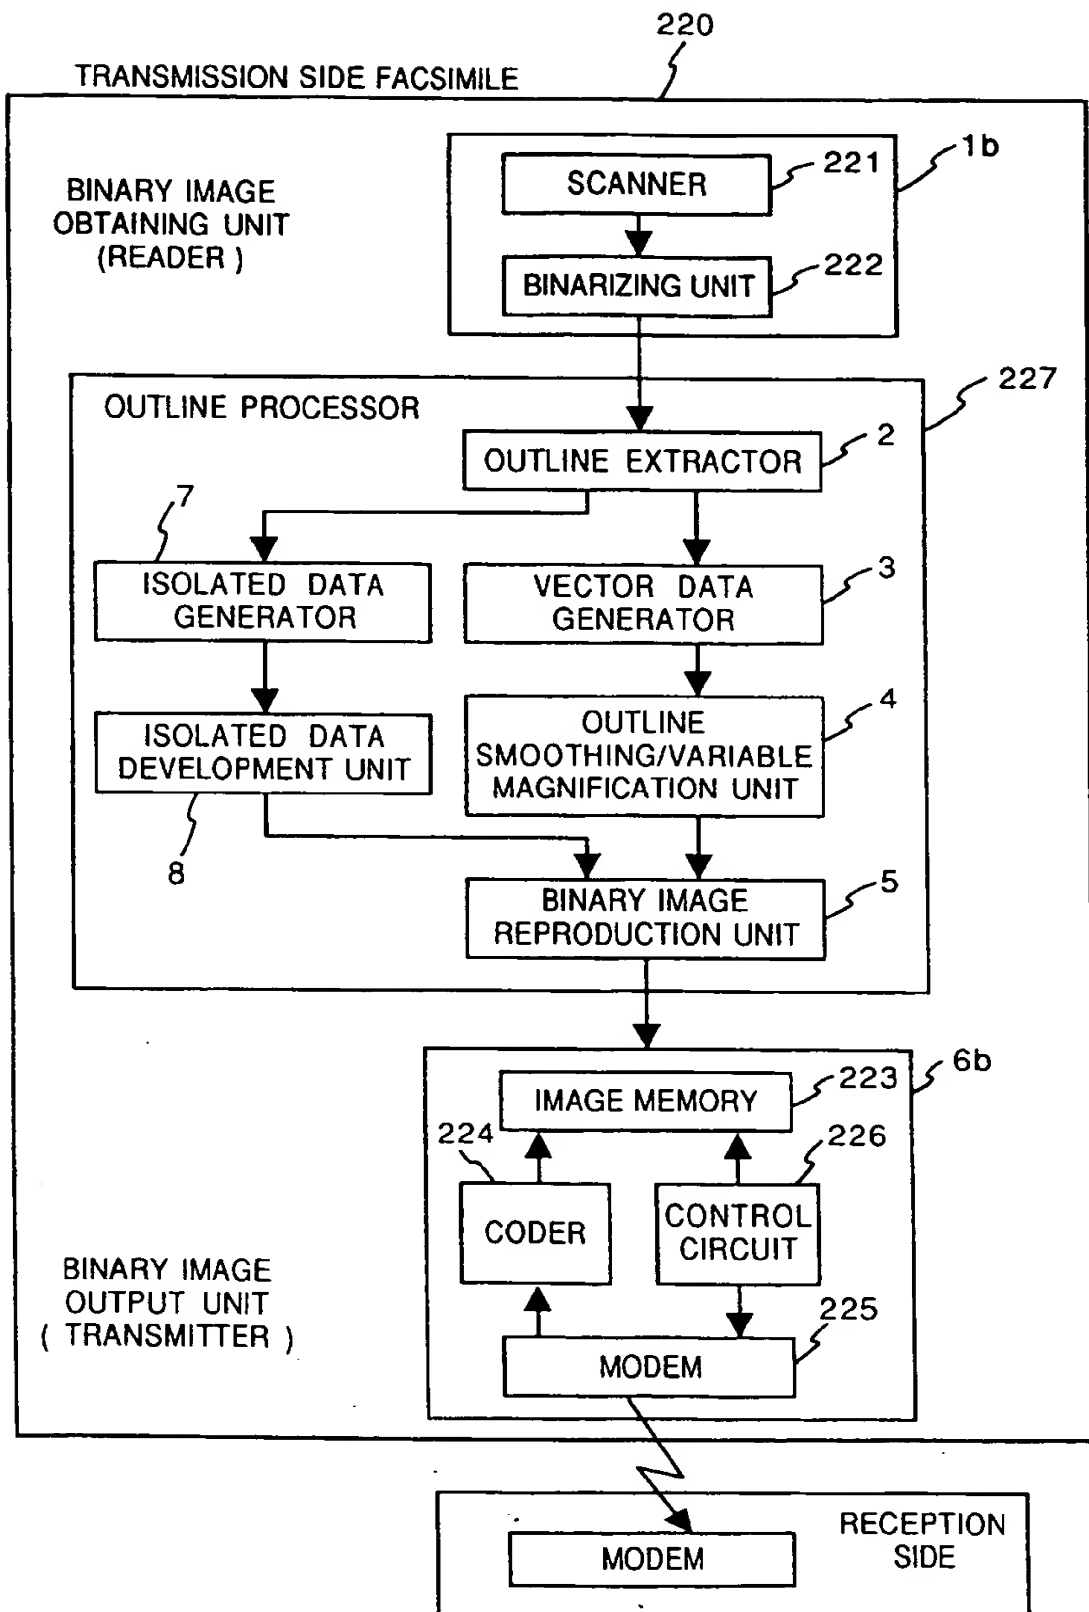 220
TRANSMISSION SIDE FACSIMILE
1b
BINARY IMAGE
OBTAINING UNIT
(READER)
SCANNER
221
BINARIZING UNIT
222
227
OUTLINE PROCESSOR
OUTLINE EXTRACTOR
2
7
ISOLATED DATA
GENERATOR
VECTOR DATA
GENERATOR
3
ISOLATED DATA
DEVELOPMENT UNIT
8
OUTLINE
SMOOTHING/VARIABLE
MAGNIFICATION UNIT
4
BINARY IMAGE
REPRODUCTION UNIT
5
6b
IMAGE MEMORY
223
224
CODER
226
CONTROL
CIRCUIT
BINARY IMAGE
OUTPUT UNIT
( TRANSMITTER )
225
MODEM
RECEPTION
SIDE
MODEM